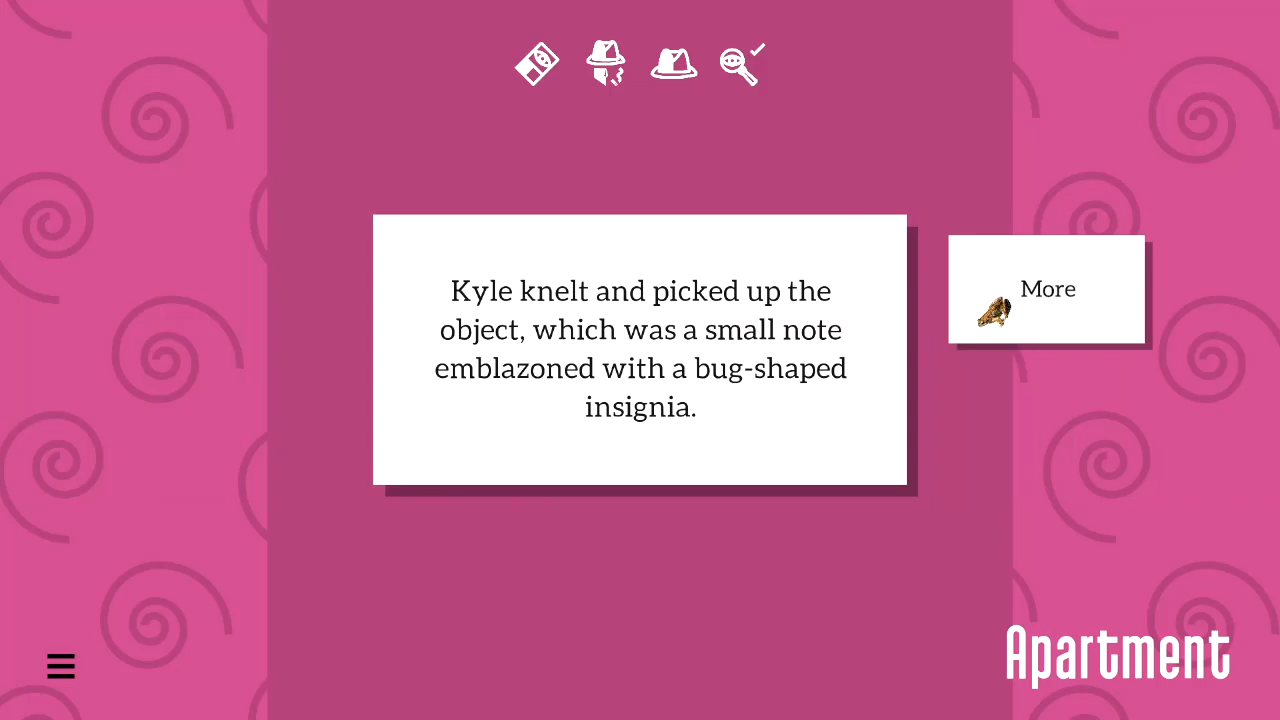 Kyle knelt and picked up the
object, which was a small note
emblazoned with a bug-shaped
insignia.
More
Apartment